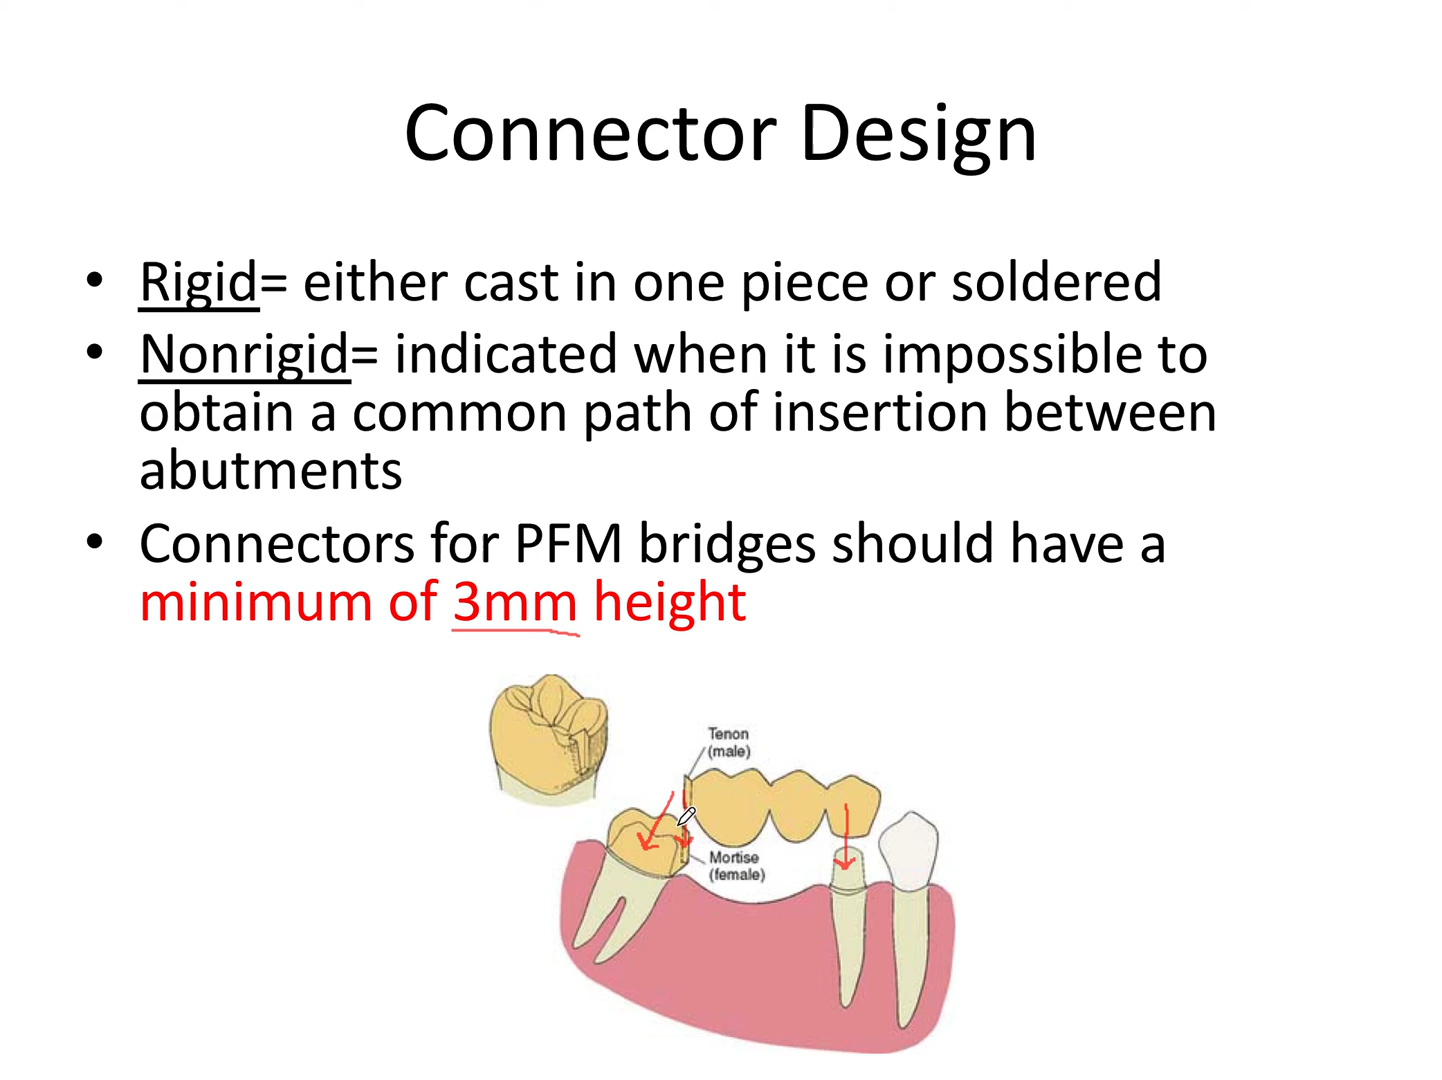 Connector Design
• Rigid= either cast in one piece or soldered
• Nonrigid= indicated when it is impossible to
obtain a common path of insertion between
abutments
• Connectors for PFM bridges should have a
minimum of 3mm height
Tenon
(male)
Mortise
(female)